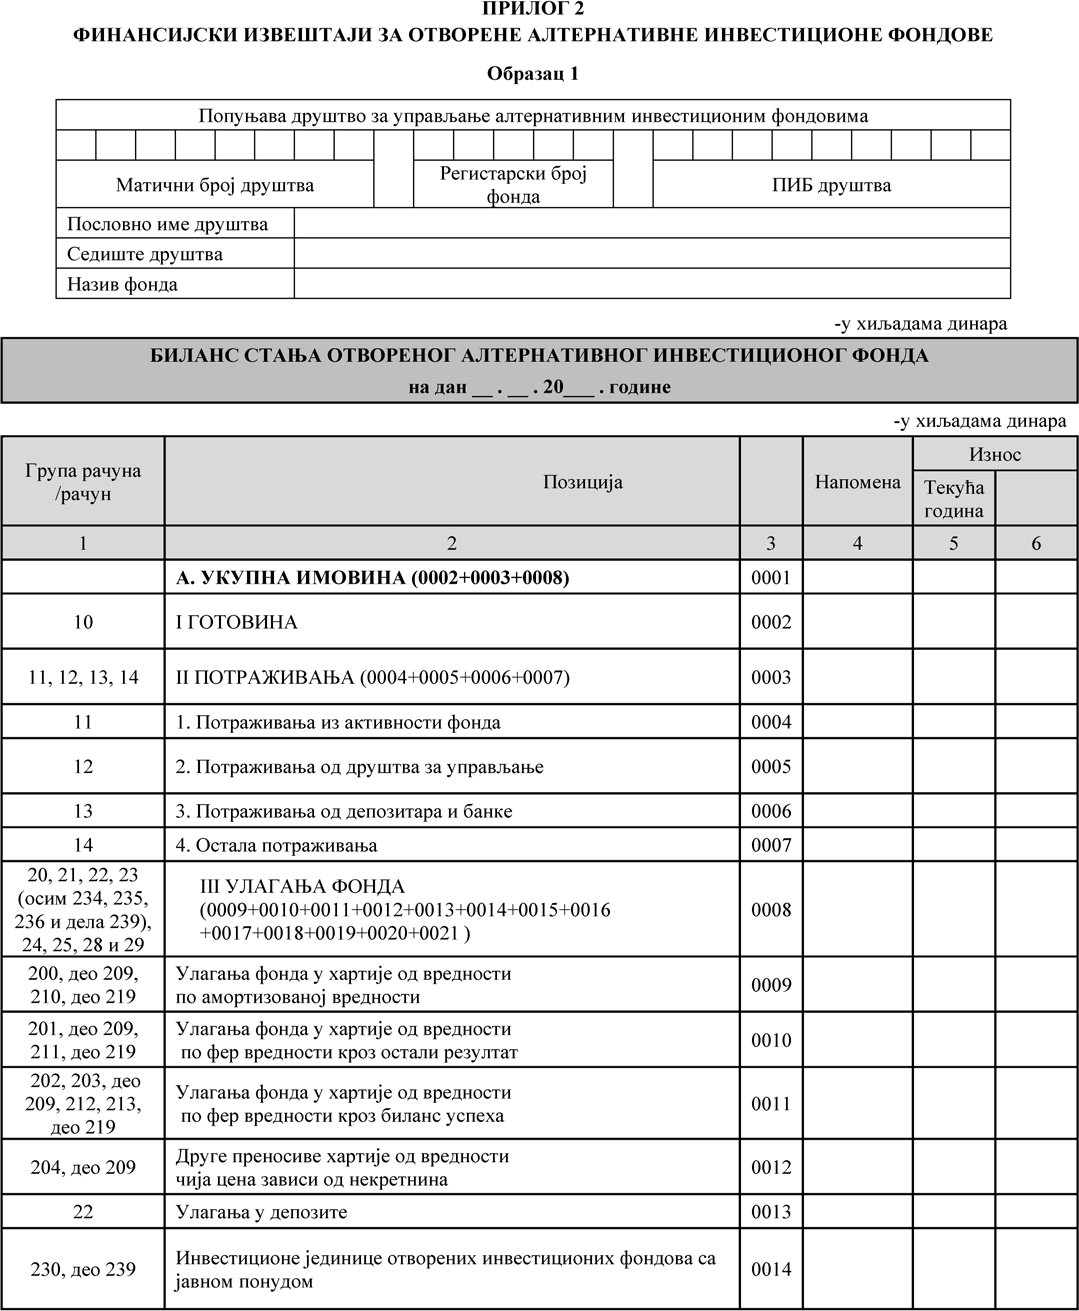 ПРИЛОГ 2
ФИНАНСИЈСКИ ИЗВЕШТАЈИ ЗА ОТВОРЕНЕ АЛТЕРНАТИВНЕ ИНВЕСТИЦИОНЕ ФОНДОВЕ
Образац 1
Попуњава друштво за управљање алтернативним инвестиционим фондовима
Матични број друштва
Регистарски број
фонда
ПИБ друштва
Пословно име друштва
Седиште друштва
Назив фонда
-у хиљадама динара
БИЛАНС СТАЊА ОТВОРЕНОГ АЛТЕРНАТИВНОГ ИНВЕСТИЦИОНОГ ФОНДА
на дан __ . __ . 20___ . године
-у хиљадама динара
Група рачуна
/рачун
Позиција
Напомена
Износ
Текућа
година
1 2 3 4 5 6
А. УКУПНА ИМОВИНА (0002+0003+0008) 0001
10 I ГОТОВИНА 0002
11, 12, 13, 14 II ПОТРАЖИВАЊА (0004+0005+0006+0007) 0003
11 1. Потраживања из активности фонда 0004
12 2. Потраживања од друштва за управљање 0005
13 3. Потраживања од депозитара и банке 0006
14 4. Остала потраживања 0007
20, 21, 22, 23
(осим 234, 235,
236 и дела 239),
24, 25, 28 и 29
III УЛАГАЊА ФОНДА
(0009+0010+0011+0012+0013+0014+0015+0016
+0017+0018+0019+0020+0021 )
0008
200, део 209,
210, део 219
Улагања фонда у хартије од вредности
по амортизованој вредности
0009
201, део 209,
211, део 219
Улагања фонда у хартије од вредности
по фер вредности кроз остали резултат
0010
202, 203, део
209, 212, 213,
део 219
Улагања фонда у хартије од вредности
по фер вредности кроз биланс успеха
0011
204, део 209
Друге преносиве хартије од вредности
чија цена зависи од некретнина
0012
22 Улагања у депозите 0013
230, део 239
Инвестиционе јединице отворених инвестиционих фондова са
јавном понудом
0014